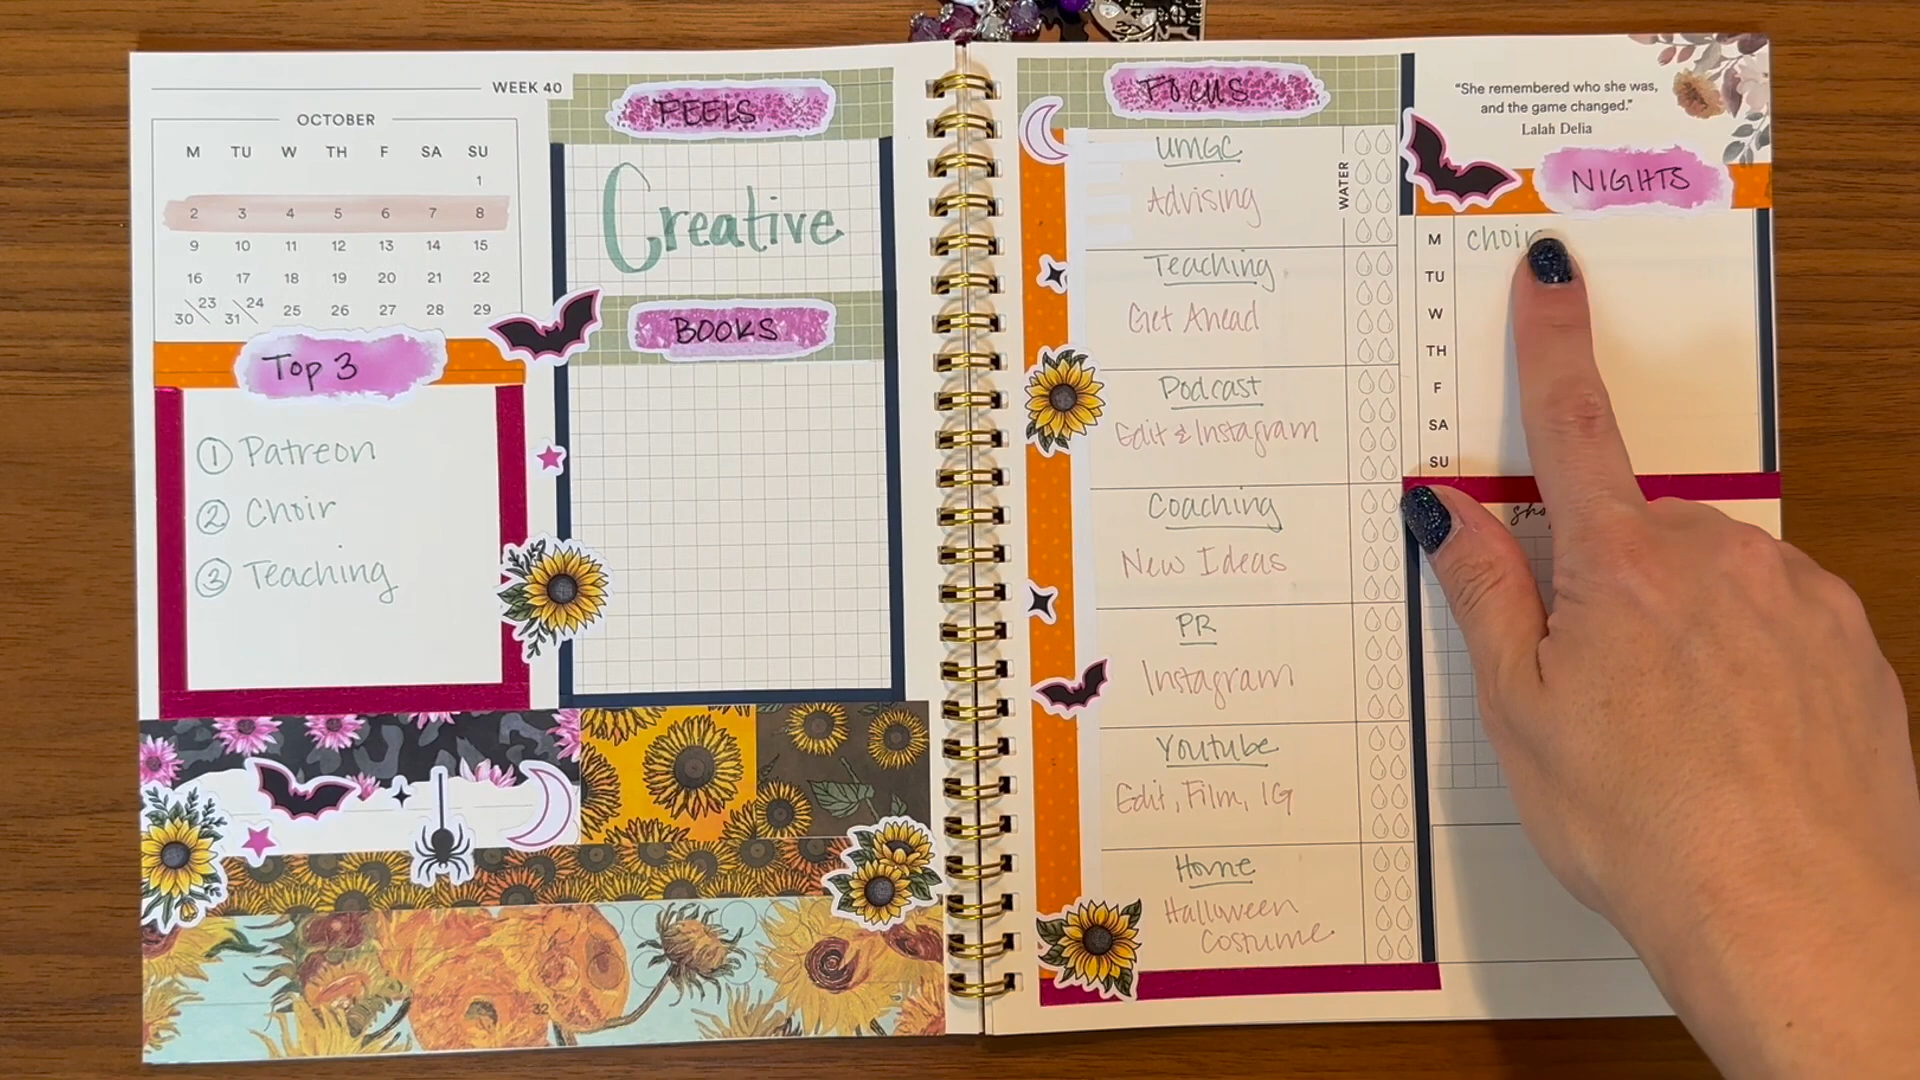 WEEK 40
OCTOBER
M TU W TH F SA SU
1
2 3 4 5 6 7 8
9 10 11 12 13 14 15
16 17 18 19 20 21 22
23/30 24/31 25 26 27 28 29
Top 3
① Patreon
② Choir
③ Teaching
FEELS
Creative
BOOKS
32
FOCUS
WATER
UMGC
Advising
Teaching
Get Ahead
Podcast
Edit & Instagram
Coaching
New Ideas
PR
Instagram
Youtube
Edit, Film, IG
Home
Halloween
Costume
“She remembered who she was,
and the game changed.”
Lalah Delia
NIGHTS
M choir
TU
W
TH
F
SA
SU